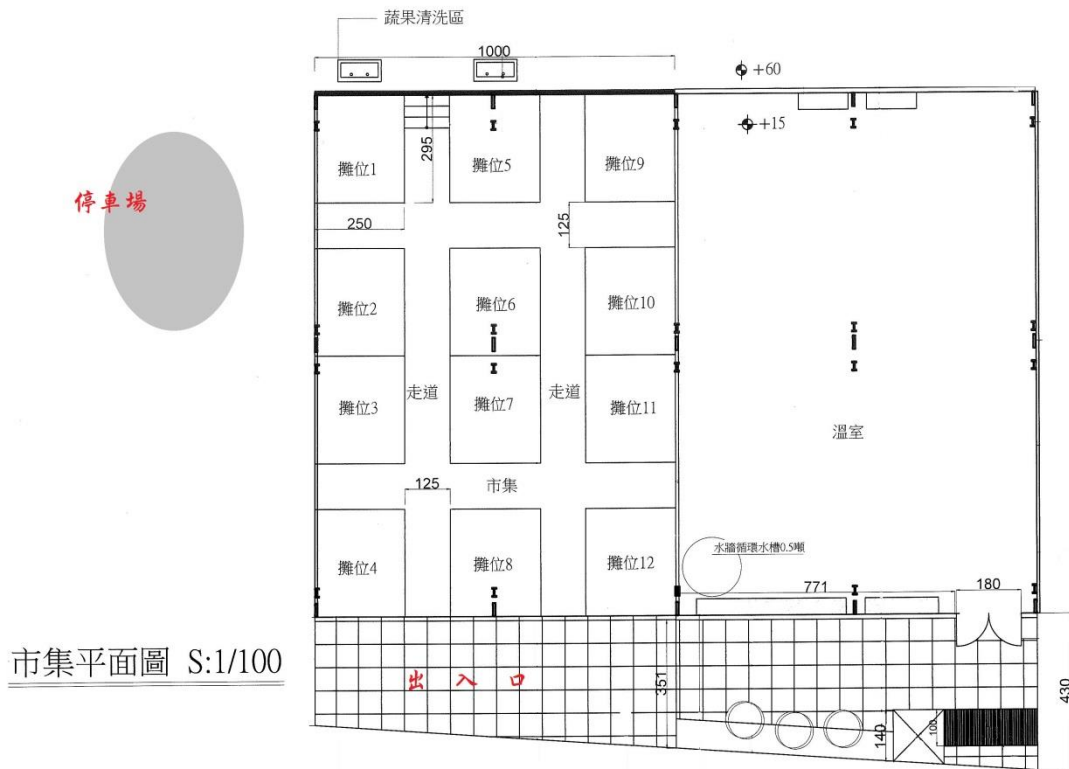 蔬果清洗區
1000
+60
+15
295
攤位1
攤位5
攤位9
停車場
250
125
攤位2
攤位6
攤位10
走道
走道
攤位3
攤位7
攤位11
溫室
125
市集
水牆循環水槽0.5噸
攤位4
攤位8
攤位12
771
180
市集平面圖 S:1/100
出入口
351
430
140
100